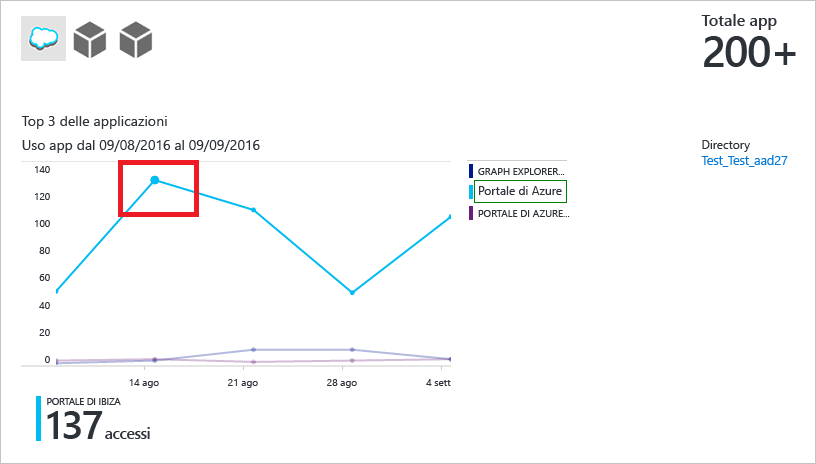 Totale app
200+
Top 3 delle applicazioni
Uso app dal 09/08/2016 al 09/09/2016
Directory
Test_Test_aad27
140
120
100
80
60
40
20
0
14 ago
21 ago
28 ago
4 sett
GRAPH EXPLORER...
Portale di Azure
PORTALE DI AZURE...
PORTALE DI IBIZA
137 accessi